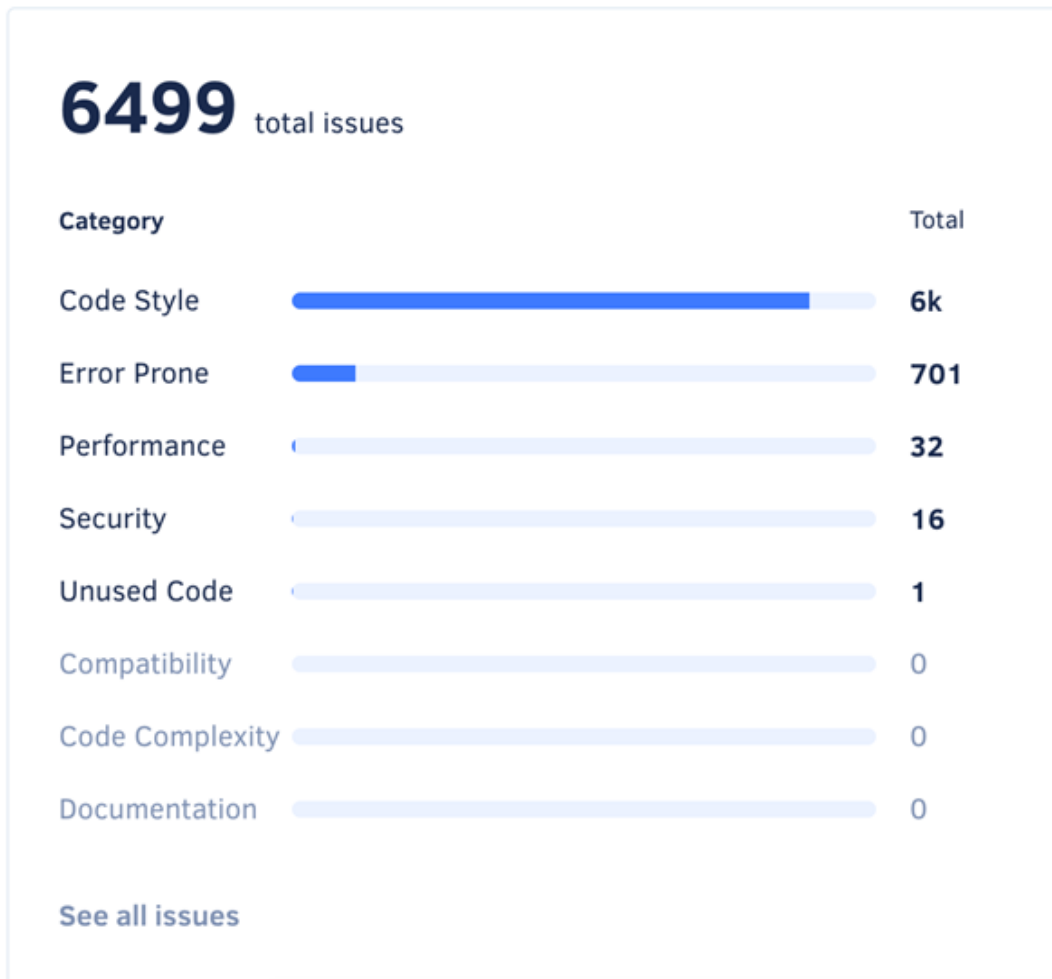 6499 total issues
Category Total
Code Style 6k
Error Prone 701
Performance 32
Security 16
Unused Code 1
Compatibility 0
Code Complexity 0
Documentation 0
See all issues